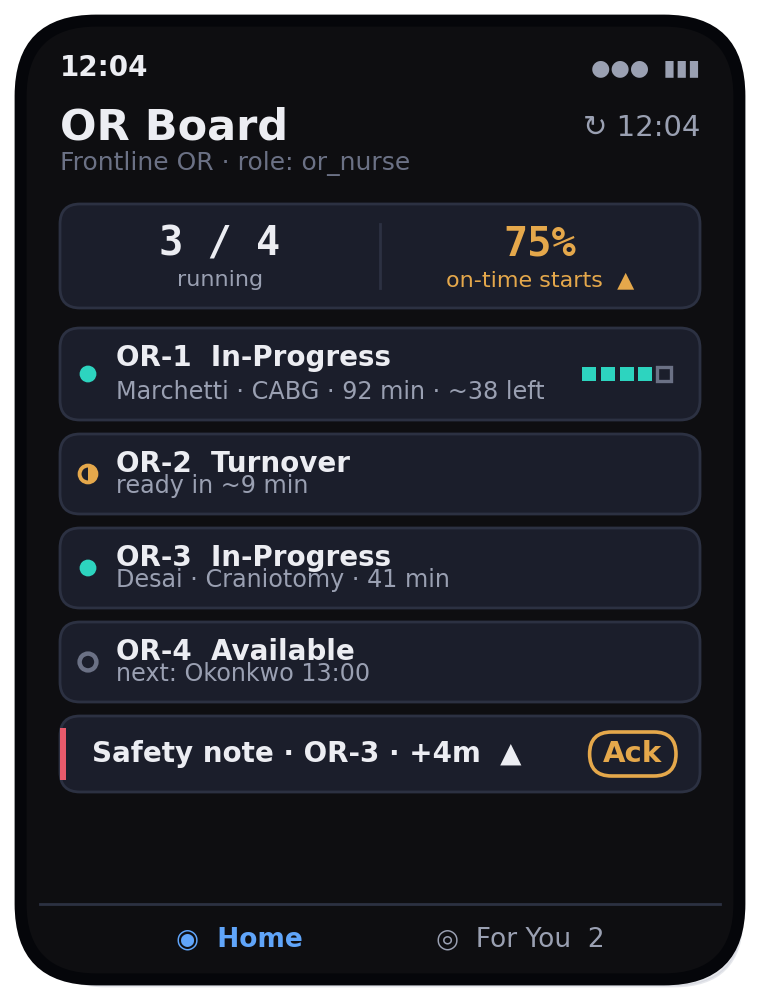 12:04 ●●● ▮▮▮
OR Board ↻ 12:04
Frontline OR · role: or_nurse
3 / 4 75%
running on-time starts ▲
OR-1 In-Progress
Marchetti · CABG · 92 min · ~38 left
OR-2 Turnover
ready in ~9 min
OR-3 In-Progress
Desai · Craniotomy · 41 min
OR-4 Available
next: Okonkwo 13:00
Safety note · OR-3 · +4m ▲ Ack
◉ Home ◎ For You 2